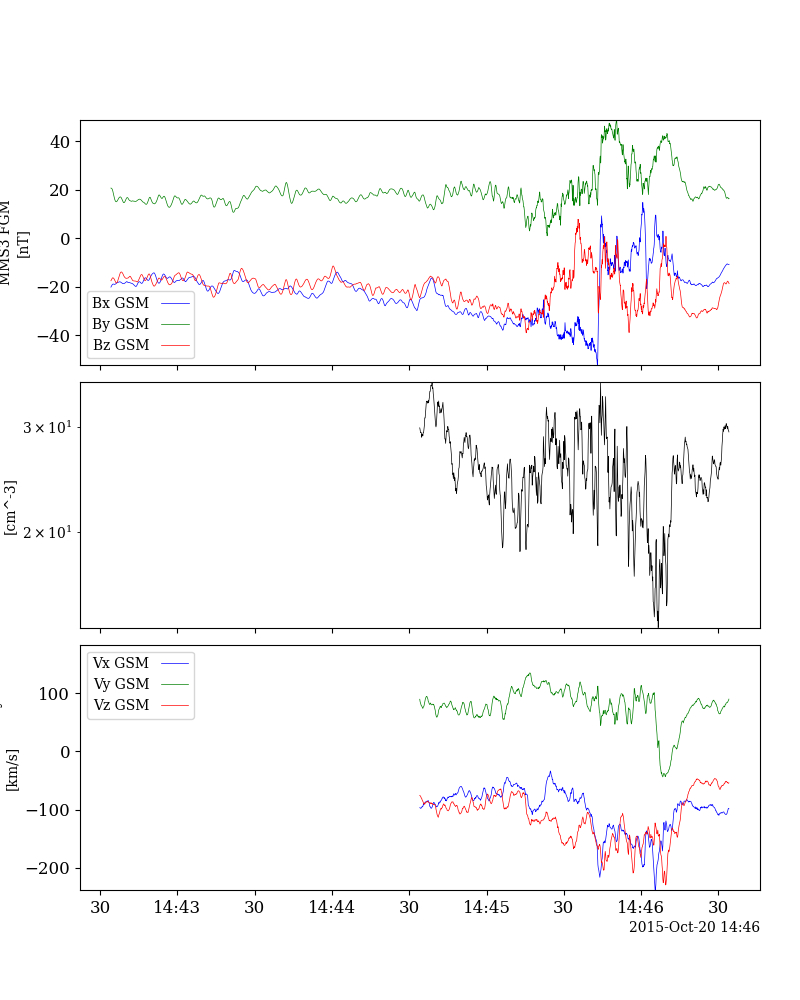 40
20
0
−20
−40
MMS3 FGM
[nT]
Bx GSM
By GSM
Bz GSM
3 × 10¹
2 × 10¹
[cm^-3]
Vx GSM
Vy GSM
Vz GSM
100
0
−100
−200
[km/s]
30 14:43 30 14:44 30 14:45 30 14:46 30
2015-Oct-20 14:46